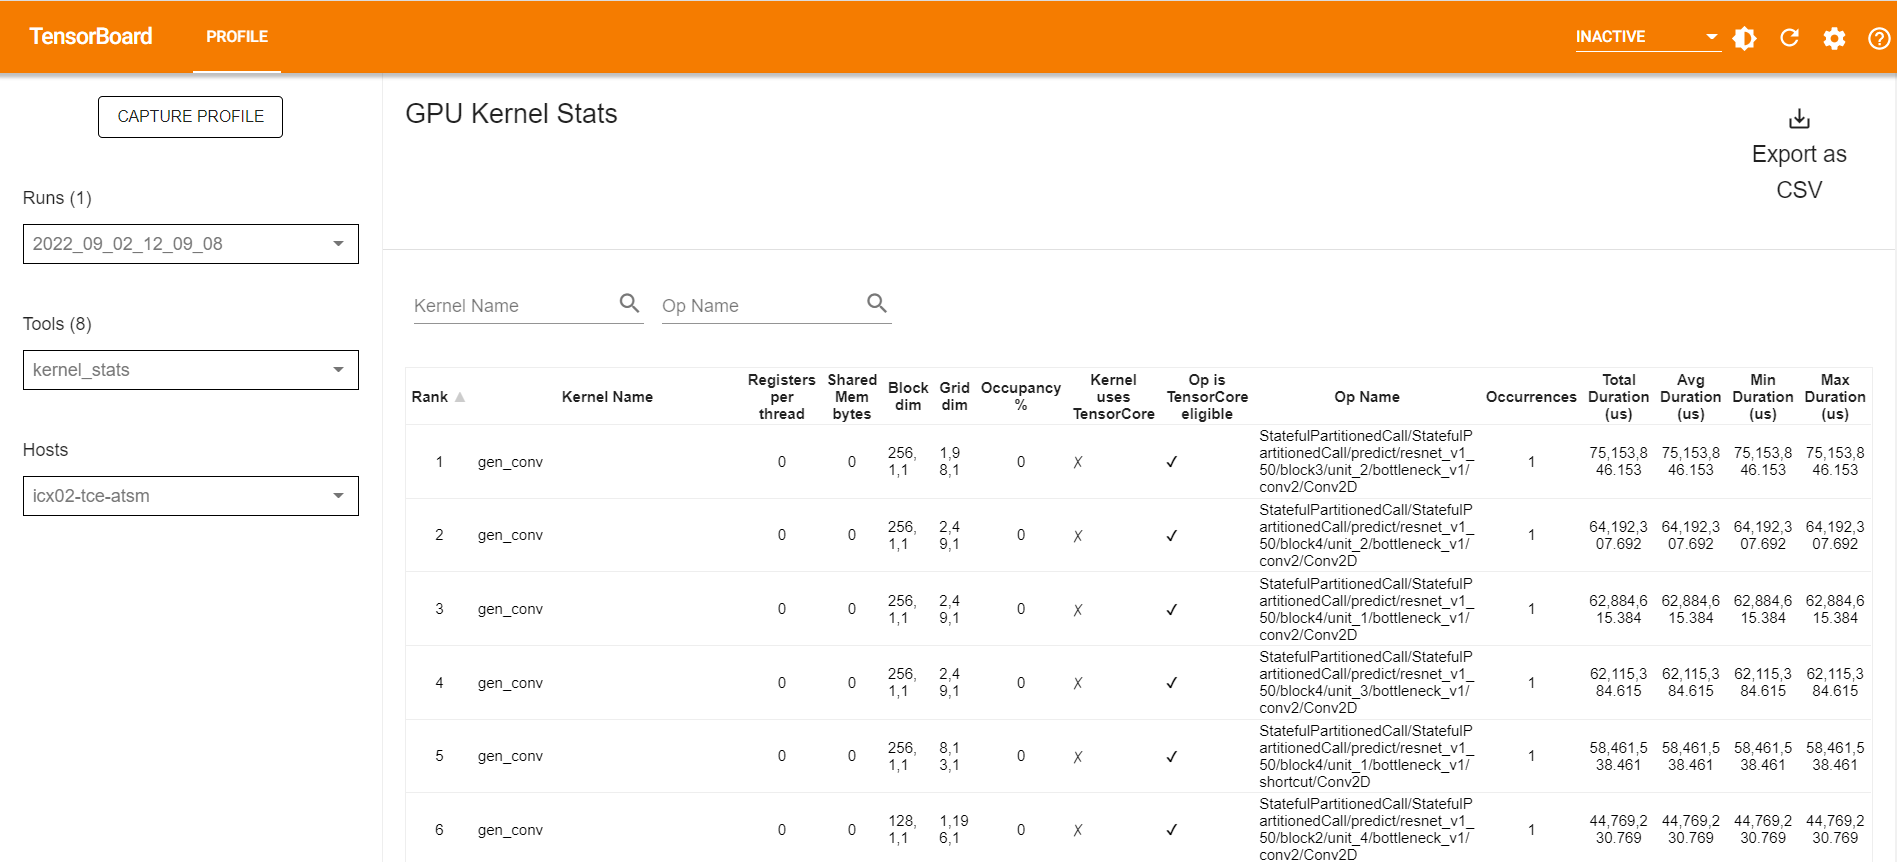 TensorBoard PROFILE INACTIVE
CAPTURE PROFILE
Runs (1)
2022_09_02_12_09_08
Tools (8)
kernel_stats
Hosts
icx02-tce-atsm
GPU Kernel Stats
Export as
CSV
Kernel Name Op Name
Rank Kernel Name Registers per thread Shared Mem bytes Block dim Grid dim Occupancy % Kernel uses TensorCore Op is TensorCore eligible Op Name Occurrences Total Duration (us) Avg Duration (us) Min Duration (us) Max Duration (us)
1 gen_conv 0 0 256,1,1 1,98,1 0 ✗ ✓ StatefulPartitionedCall/StatefulPartitionedCall/predict/resnet_v1_50/block3/unit_2/bottleneck_v1/conv2/Conv2D 1 75,153,846.153 75,153,846.153 75,153,846.153 75,153,846.153
2 gen_conv 0 0 256,1,1 2,49,1 0 ✗ ✓ StatefulPartitionedCall/StatefulPartitionedCall/predict/resnet_v1_50/block4/unit_2/bottleneck_v1/conv2/Conv2D 1 64,192,307.692 64,192,307.692 64,192,307.692 64,192,307.692
3 gen_conv 0 0 256,1,1 2,49,1 0 ✗ ✓ StatefulPartitionedCall/StatefulPartitionedCall/predict/resnet_v1_50/block4/unit_1/bottleneck_v1/conv2/Conv2D 1 62,884,615.384 62,884,615.384 62,884,615.384 62,884,615.384
4 gen_conv 0 0 256,1,1 2,49,1 0 ✗ ✓ StatefulPartitionedCall/StatefulPartitionedCall/predict/resnet_v1_50/block4/unit_3/bottleneck_v1/conv2/Conv2D 1 62,115,384.615 62,115,384.615 62,115,384.615 62,115,384.615
5 gen_conv 0 0 256,1,1 8,13,1 0 ✗ ✓ StatefulPartitionedCall/StatefulPartitionedCall/predict/resnet_v1_50/block4/unit_1/bottleneck_v1/shortcut/Conv2D 1 58,461,538.461 58,461,538.461 58,461,538.461 58,461,538.461
6 gen_conv 0 0 128,1,1 1,196,1 0 ✗ ✓ StatefulPartitionedCall/StatefulPartitionedCall/predict/resnet_v1_50/block2/unit_4/bottleneck_v1/conv2/Conv2D 1 44,769,230.769 44,769,230.769 44,769,230.769 44,769,230.769